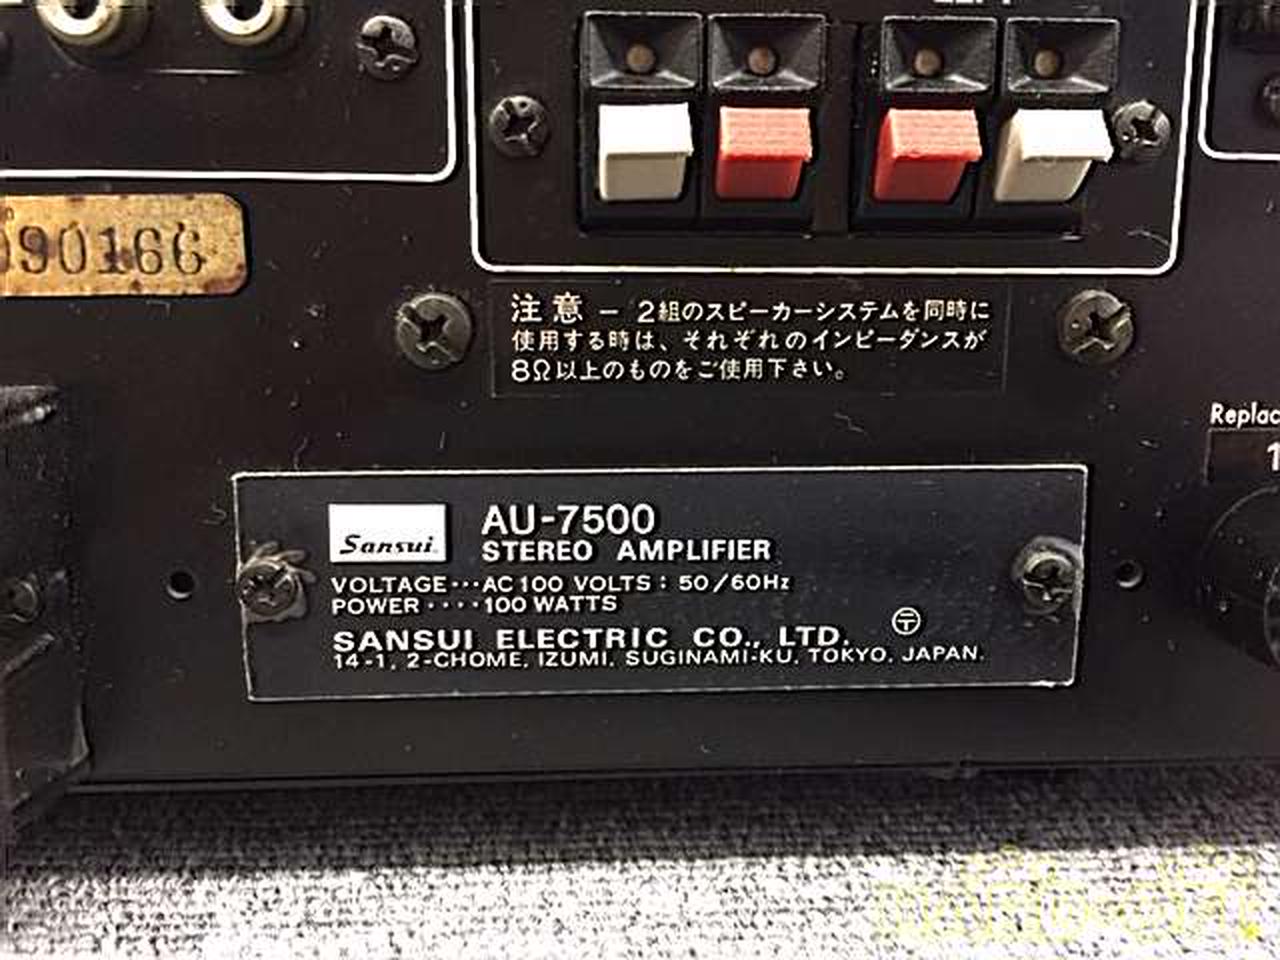 090166
注意 − 2組のスピーカーシステムを同時に
使用する時は、それぞれのインピーダンスが
8Ω以上のものをご使用下さい。
Replac
1
Sansui
AU-7500
STEREO AMPLIFIER
VOLTAGE···AC 100 VOLTS : 50/60Hz
POWER ····100 WATTS
SANSUI ELECTRIC CO., LTD.
14-1, 2-CHOME, IZUMI, SUGINAMI-KU, TOKYO, JAPAN.